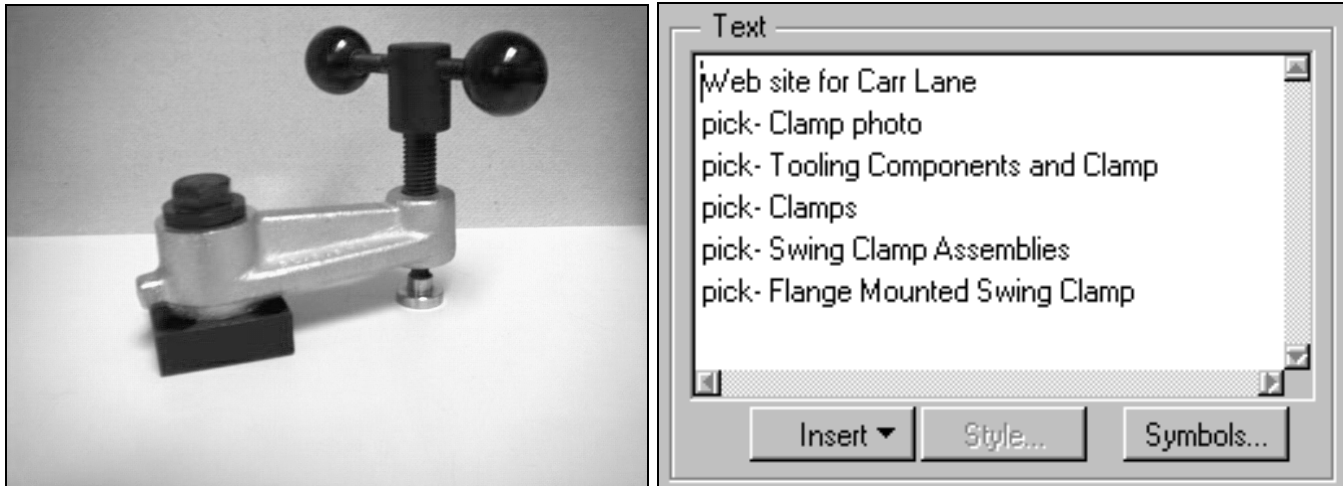 Text
Web site for Carr Lane
pick- Clamp photo
pick- Tooling Components and Clamp
pick- Clamps
pick- Swing Clamp Assemblies
pick- Flange Mounted Swing Clamp
Insert Style... Symbols...